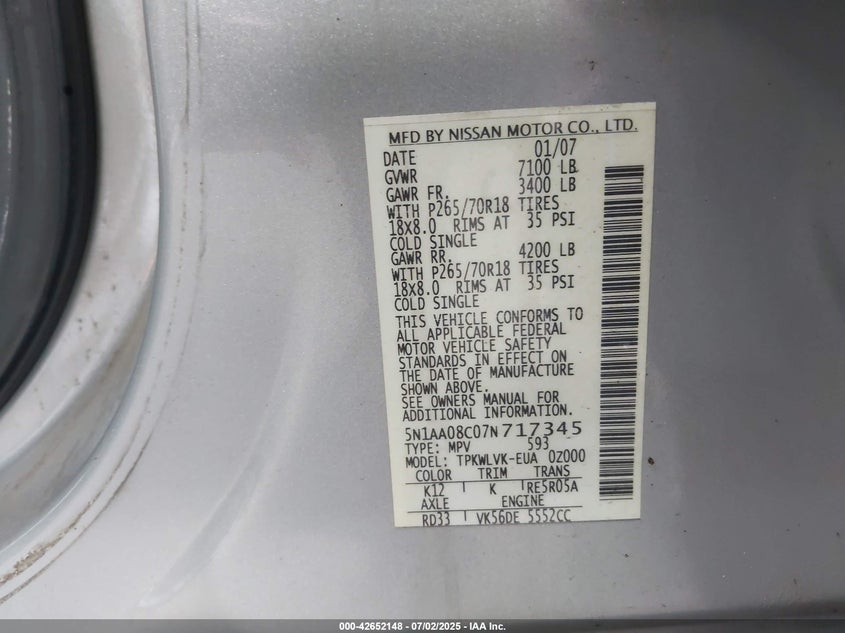 MFD BY NISSAN MOTOR CO., LTD.
DATE 01/07
GVWR 7100 LB
GAWR FR. 3400 LB
WITH P265/70R18 TIRES
18X8.0 RIMS AT 35 PSI
COLD SINGLE
GAWR RR. 4200 LB
WITH P265/70R18 TIRES
18X8.0 RIMS AT 35 PSI
COLD SINGLE
THIS VEHICLE CONFORMS TO
ALL APPLICABLE FEDERAL
MOTOR VEHICLE SAFETY
STANDARDS IN EFFECT ON
THE DATE OF MANUFACTURE
SHOWN ABOVE.
SEE OWNERS MANUAL FOR
ADDITIONAL INFORMATION.
5N1AA08C07N717345
TYPE: MPV 593
MODEL: TPKWLVK-EUA 0Z000
COLOR TRIM TRANS
K12 K RE5R05A
AXLE ENGINE
RD33 VK56DE 5552CC
000-42652148 - 07/02/2025 - IAA Inc.